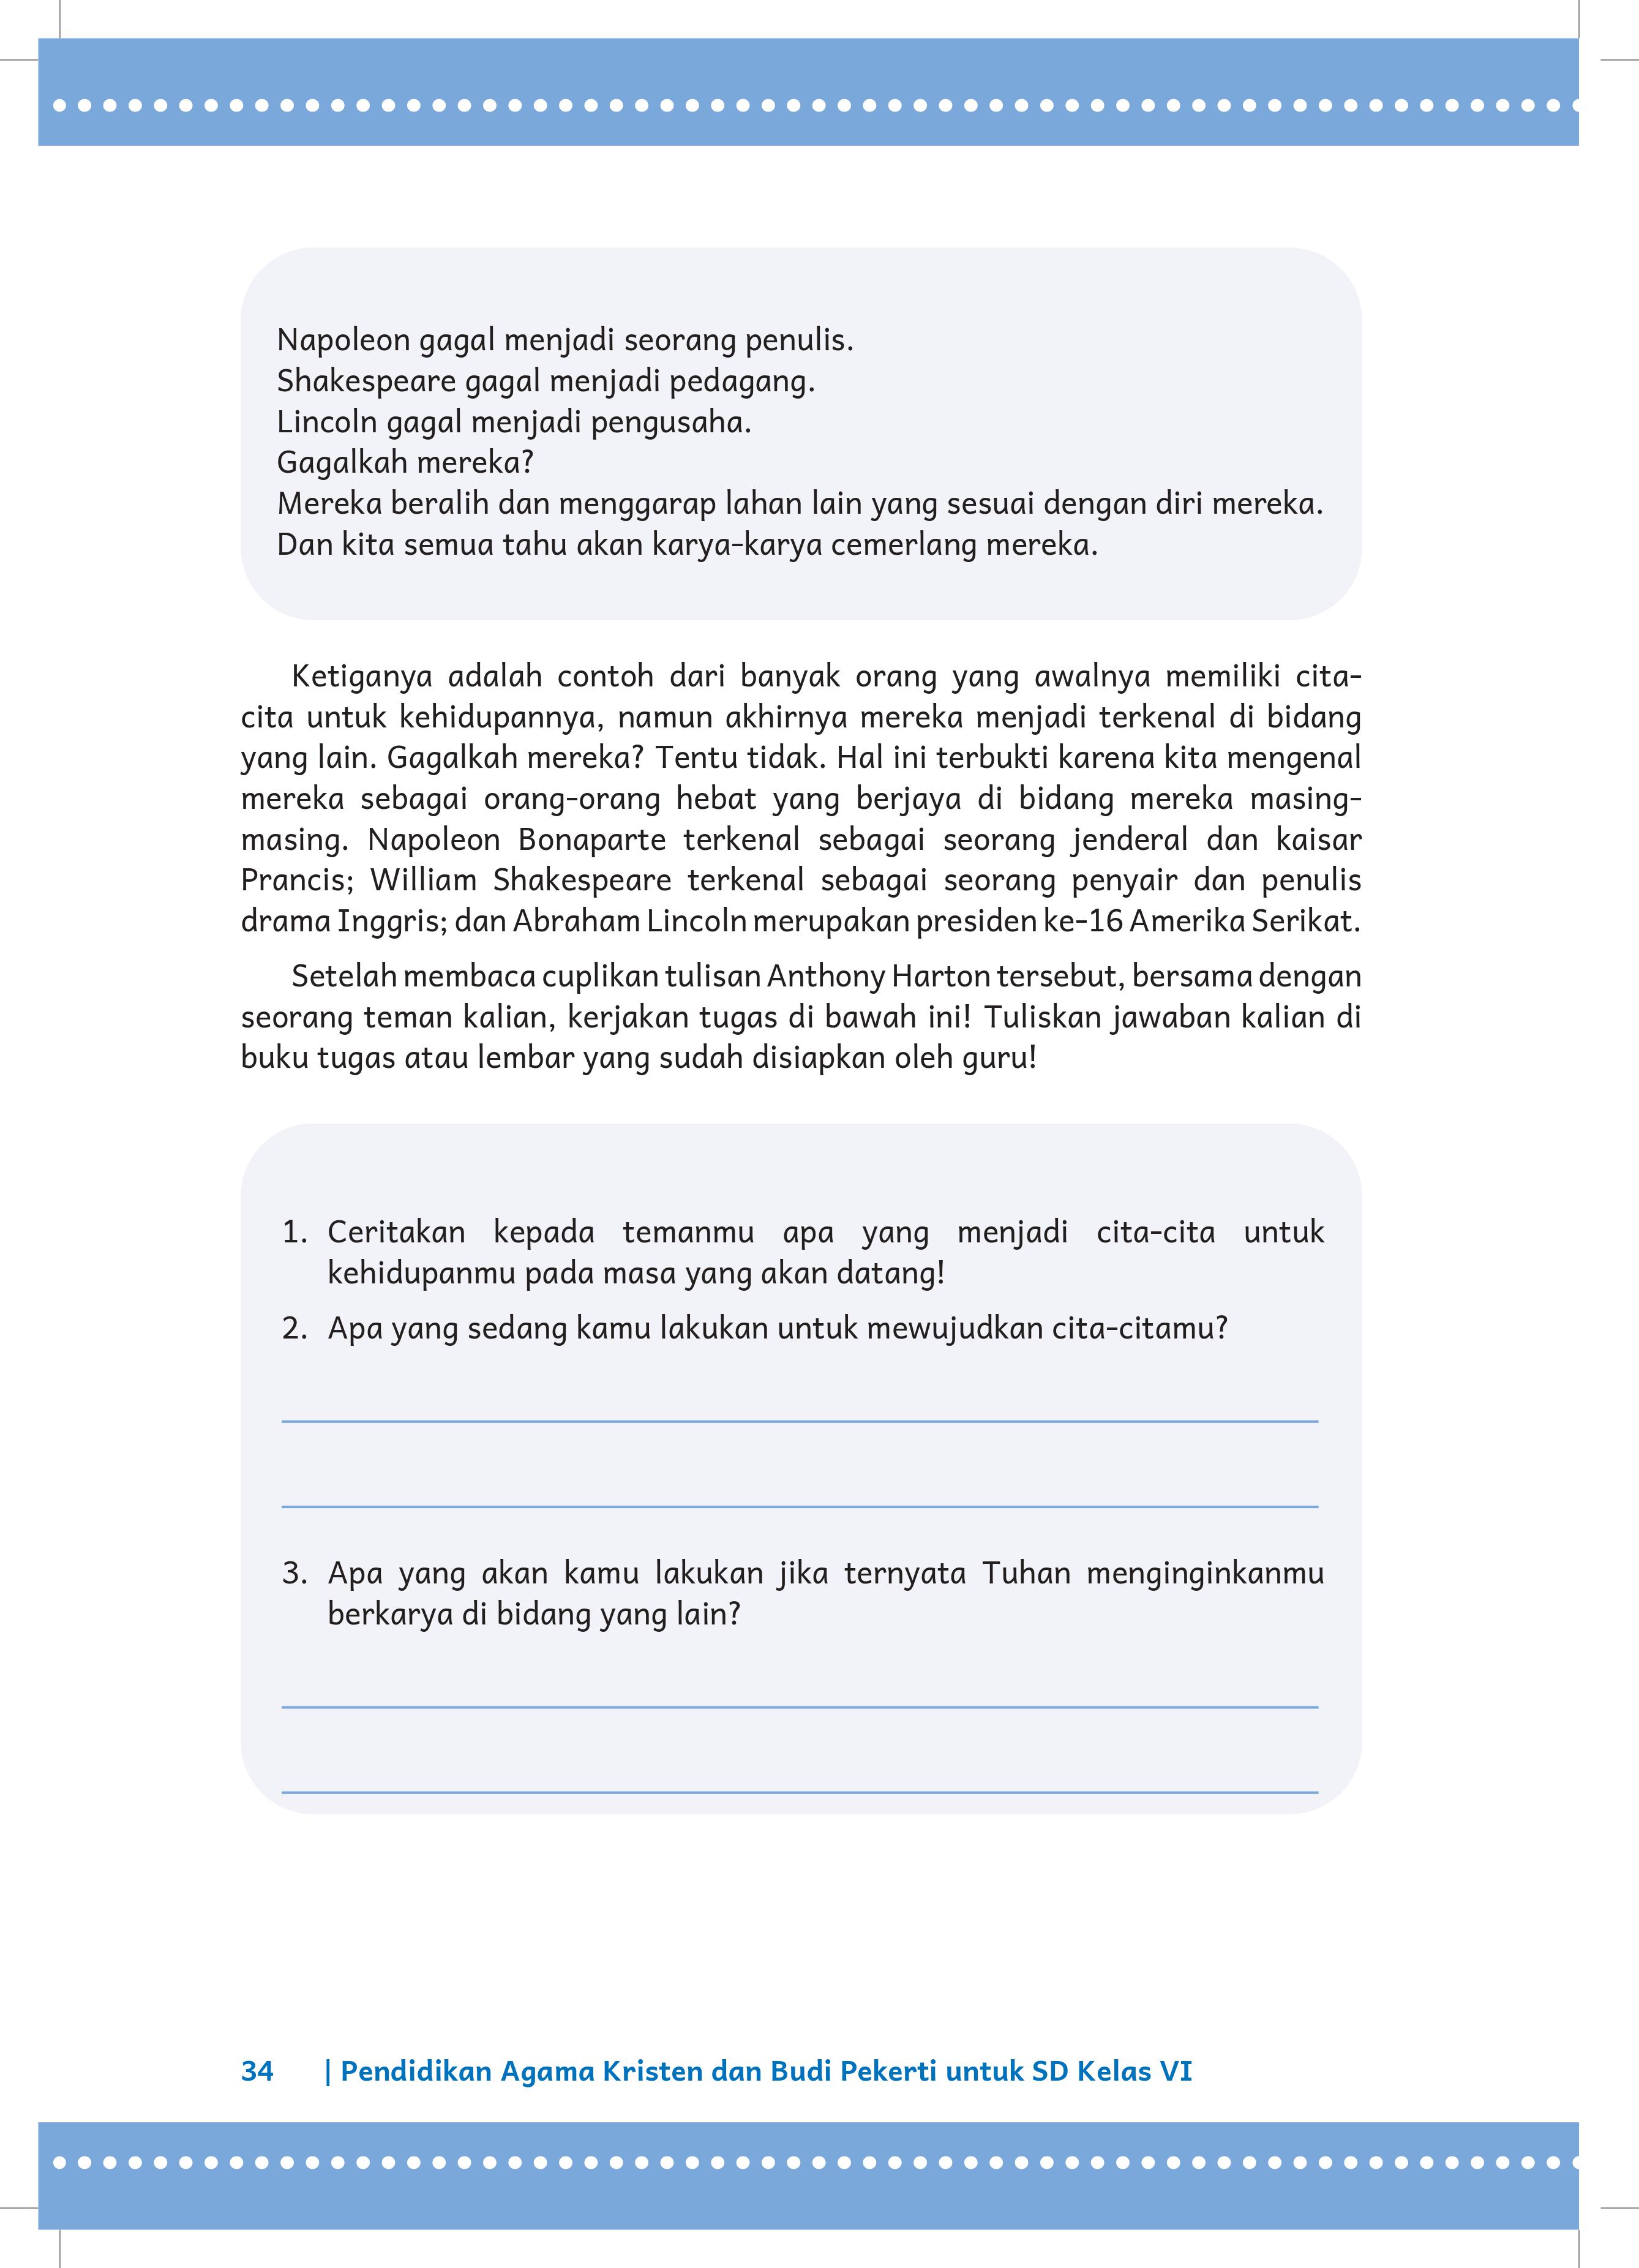 Napoleon gagal menjadi seorang penulis.
Shakespeare gagal menjadi pedagang.
Lincoln gagal menjadi pengusaha.
Gagalkah mereka?
Mereka beralih dan menggarap lahan lain yang sesuai dengan diri mereka.
Dan kita semua tahu akan karya-karya cemerlang mereka.
Ketiganya adalah contoh dari banyak orang yang awalnya memiliki cita-
cita untuk kehidupannya, namun akhirnya mereka menjadi terkenal di bidang
yang lain. Gagalkah mereka? Tentu tidak. Hal ini terbukti karena kita mengenal
mereka sebagai orang-orang hebat yang berjaya di bidang mereka masing-
masing. Napoleon Bonaparte terkenal sebagai seorang jenderal dan kaisar
Prancis; William Shakespeare terkenal sebagai seorang penyair dan penulis
drama Inggris; dan Abraham Lincoln merupakan presiden ke-16 Amerika Serikat.
Setelah membaca cuplikan tulisan Anthony Harton tersebut, bersama dengan
seorang teman kalian, kerjakan tugas di bawah ini! Tuliskan jawaban kalian di
buku tugas atau lembar yang sudah disiapkan oleh guru!
1. Ceritakan kepada temanmu apa yang menjadi cita-cita untuk
kehidupanmu pada masa yang akan datang!
2. Apa yang sedang kamu lakukan untuk mewujudkan cita-citamu?
3. Apa yang akan kamu lakukan jika ternyata Tuhan menginginkanmu
berkarya di bidang yang lain?
34 | Pendidikan Agama Kristen dan Budi Pekerti untuk SD Kelas VI